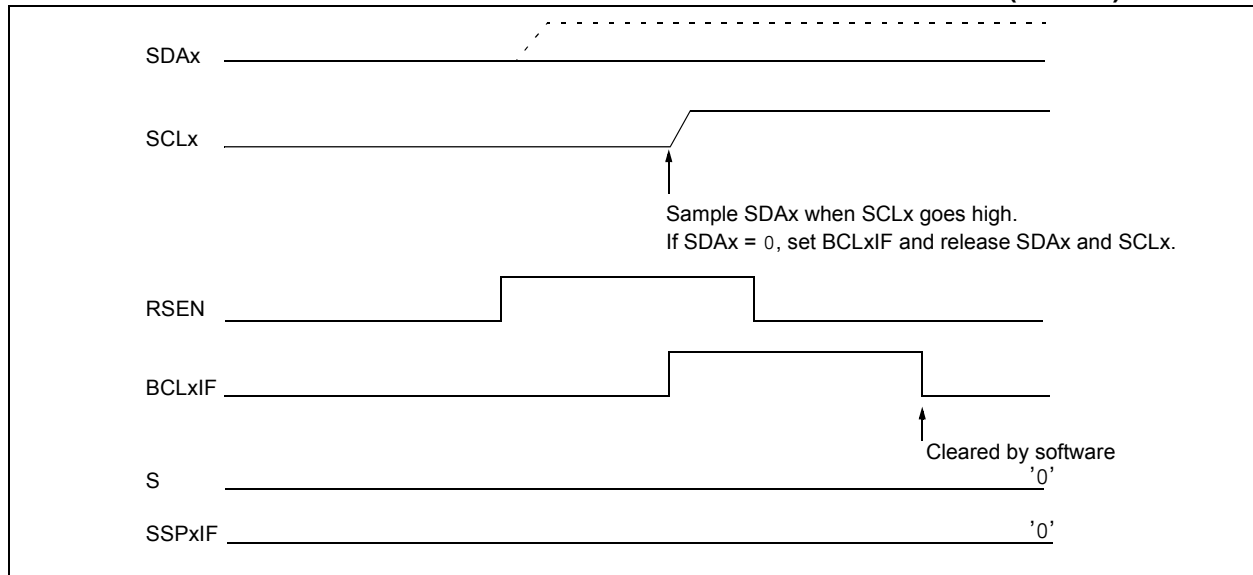 SDAx
SCLx
Sample SDAx when SCLx goes high.
If SDAx = 0, set BCLxIF and release SDAx and SCLx.
RSEN
BCLxIF
Cleared by software
S
'0'
SSPxIF
'0'